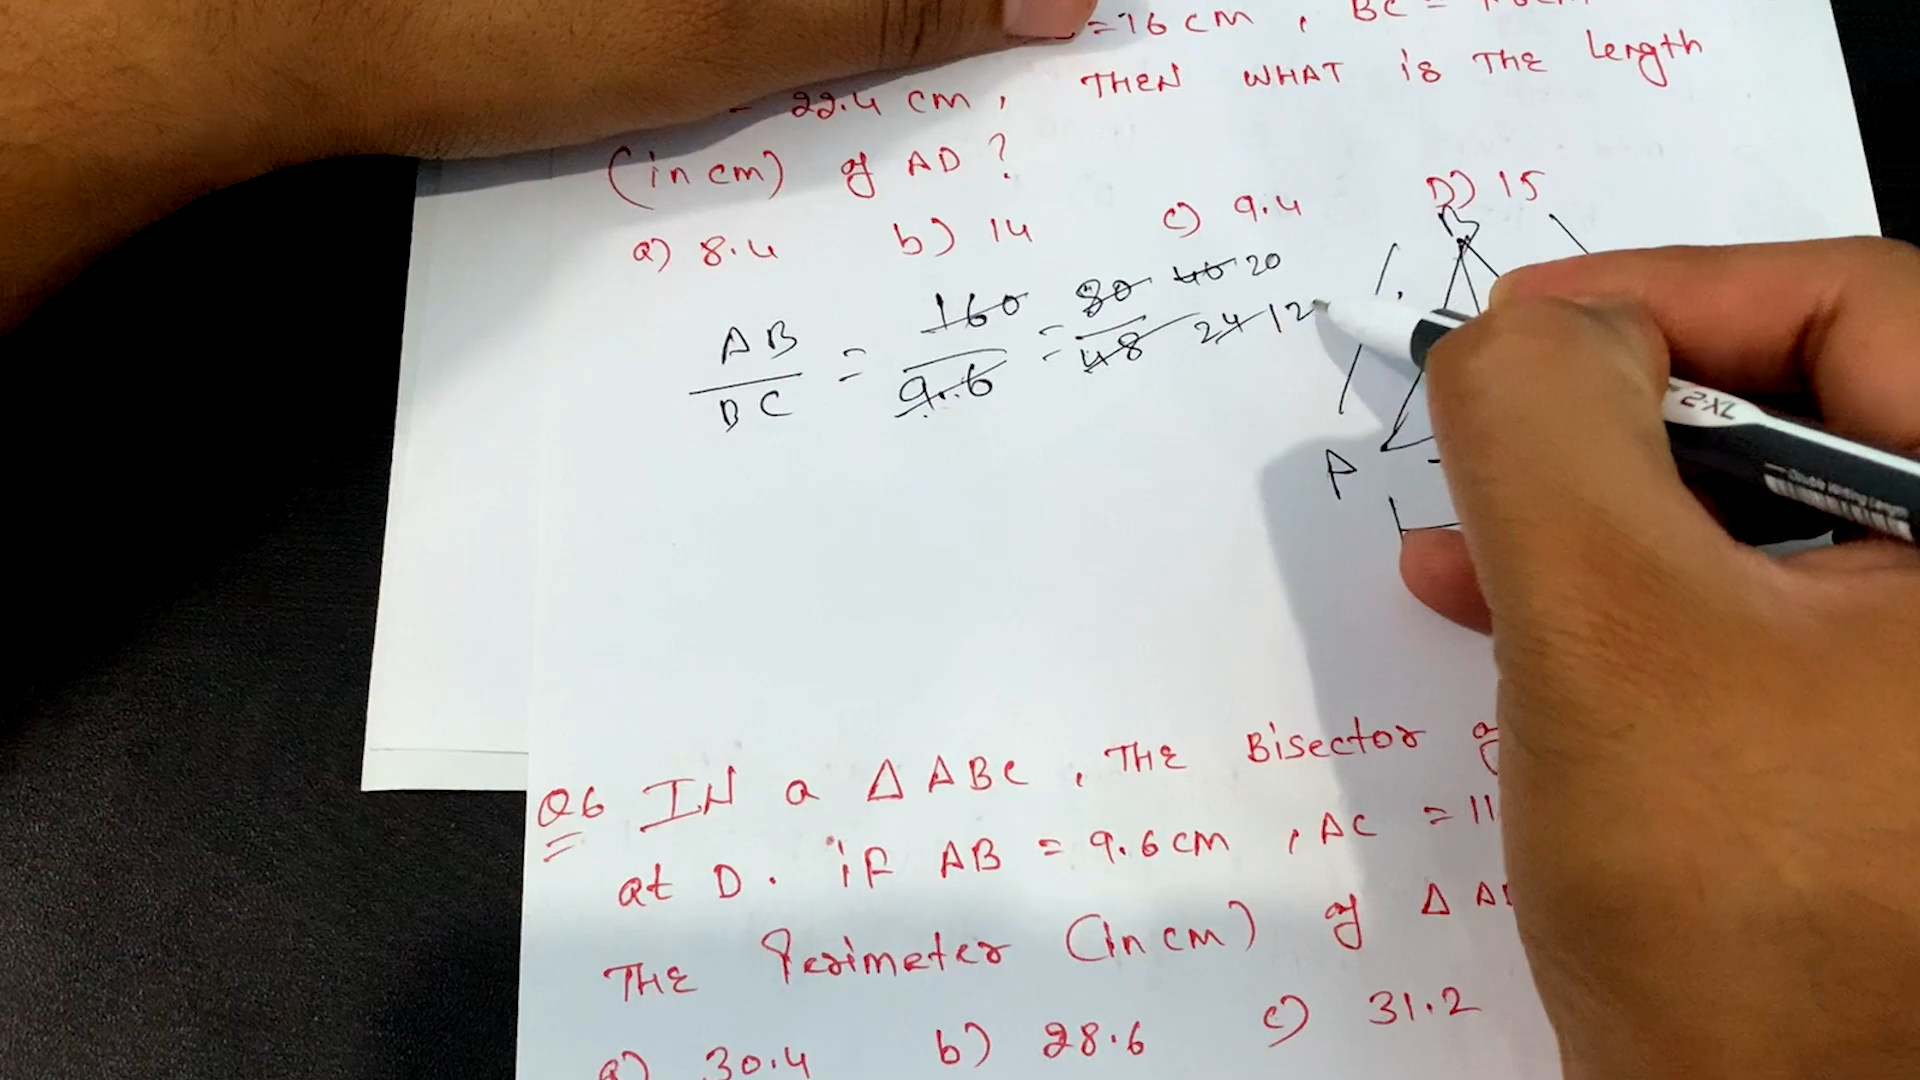 =16 cm , BC =
- 22.4 cm , THEN WHAT is THE length
(in cm) of AD ?
a) 8.4 b) 14 c) 9.4 D) 15
B
AB/BC = 160/9.6 = 80/48 40/24 20/12
A
Q6 IN a Δ ABC , THE Bisector
at D . if AB = 9.6 cm , AC = 11
THE Perimeter (in cm) of Δ
a) 30.4 b) 28.6 c) 31.2